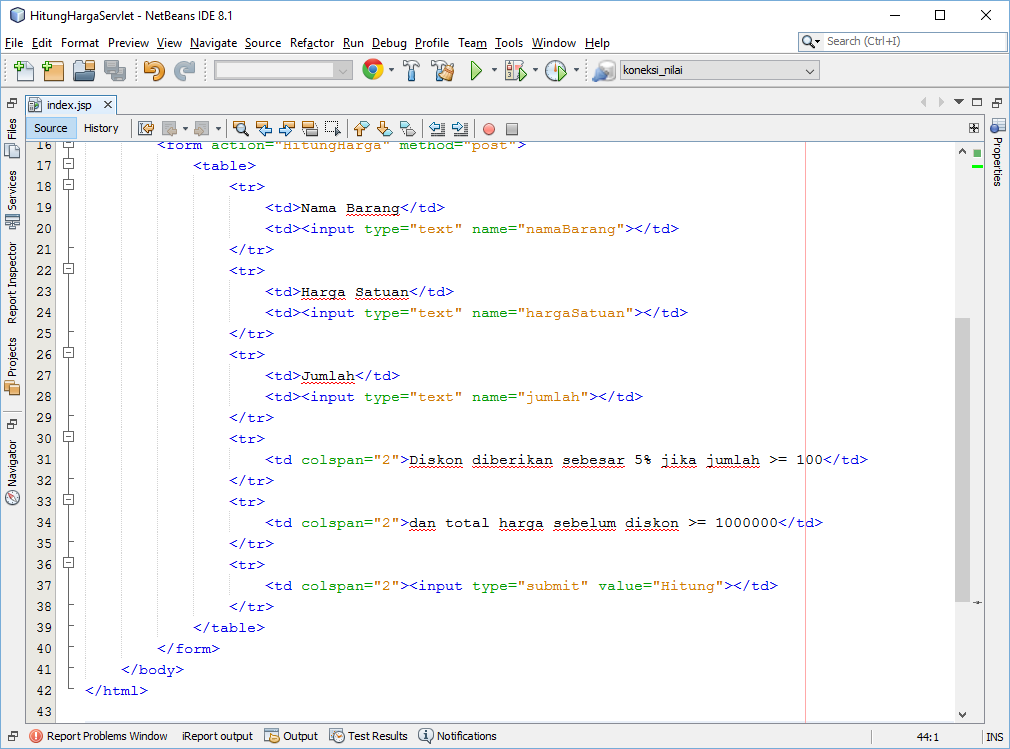 HitungHargaServlet - NetBeans IDE 8.1
File Edit Format Preview View Navigate Source Refactor Run Debug Profile Team Tools Window Help
Search (Ctrl+I)
koneksi_nilai
index.jsp
Source History
Files
Services
Report Inspector
Projects
Navigator
Properties
16 <form action="HitungHarga" method="post">
17 <table>
18 <tr>
19 <td>Nama Barang</td>
20 <td><input type="text" name="namaBarang"></td>
21 </tr>
22 <tr>
23 <td>Harga Satuan</td>
24 <td><input type="text" name="hargaSatuan"></td>
25 </tr>
26 <tr>
27 <td>Jumlah</td>
28 <td><input type="text" name="jumlah"></td>
29 </tr>
30 <tr>
31 <td colspan="2">Diskon diberikan sebesar 5% jika jumlah >= 100</td>
32 </tr>
33 <tr>
34 <td colspan="2">dan total harga sebelum diskon >= 1000000</td>
35 </tr>
36 <tr>
37 <td colspan="2"><input type="submit" value="Hitung"></td>
38 </tr>
39 </table>
40 </form>
41 </body>
42 </html>
43
Report Problems Window iReport output Output Test Results Notifications 44:1 INS